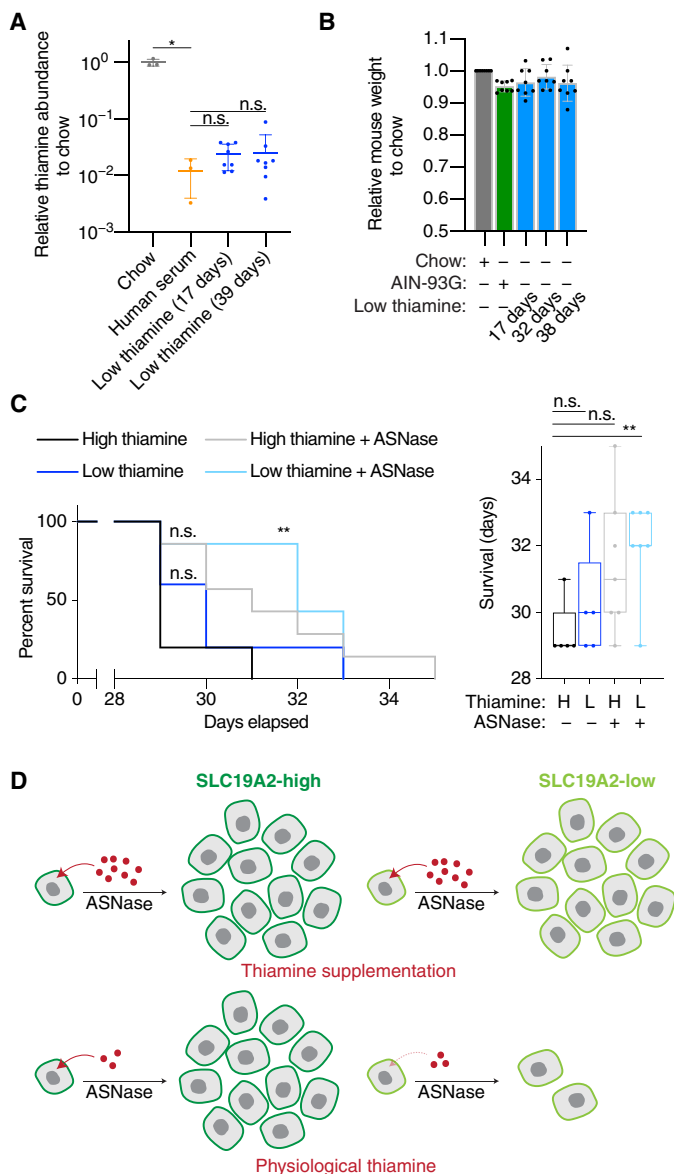 A
Relative thiamine abundance
to chow
10⁰
10⁻¹
10⁻²
10⁻³
*
n.s.
n.s.
Chow
Human serum
Low thiamine (17 days)
Low thiamine (39 days)
B
Relative mouse weight
to chow
1.1
1.0
0.9
0.8
0.7
0.6
0.5
Chow: + – – – –
AIN-93G: – + – – –
Low thiamine: – – 17 days 32 days 38 days
C
High thiamine
High thiamine + ASNase
Low thiamine
Low thiamine + ASNase
Percent survival
100
50
0
n.s.
n.s.
**
0 28 30 32 34
Days elapsed
n.s.
n.s.
**
Survival (days)
34
32
30
28
Thiamine: H L H L
ASNase: – – + +
D
SLC19A2-high
SLC19A2-low
ASNase
ASNase
Thiamine supplementation
ASNase
ASNase
Physiological thiamine